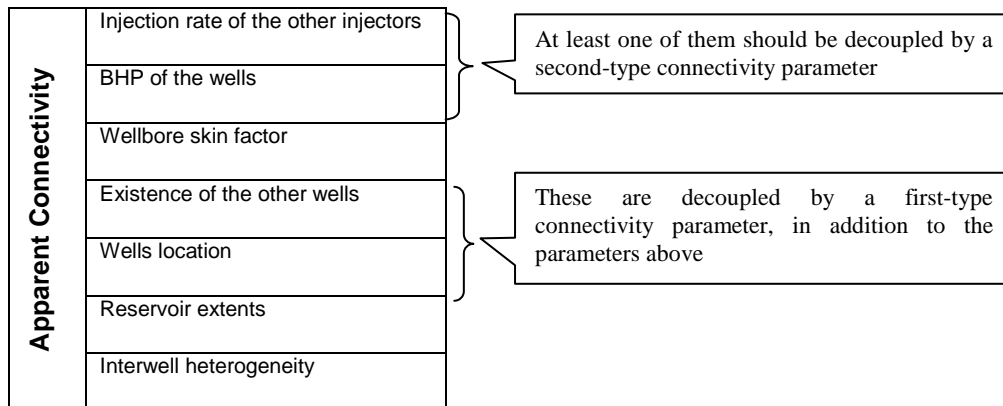 Apparent Connectivity
Injection rate of the other injectors
BHP of the wells
Wellbore skin factor
Existence of the other wells
Wells location
Reservoir extents
Interwell heterogeneity
At least one of them should be decoupled by a
second-type connectivity parameter
These are decoupled by a first-type
connectivity parameter, in addition to the
parameters above